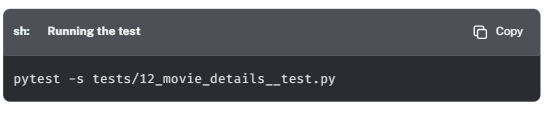 sh: Running the test Copy
pytest -s tests/12_movie_details__test.py